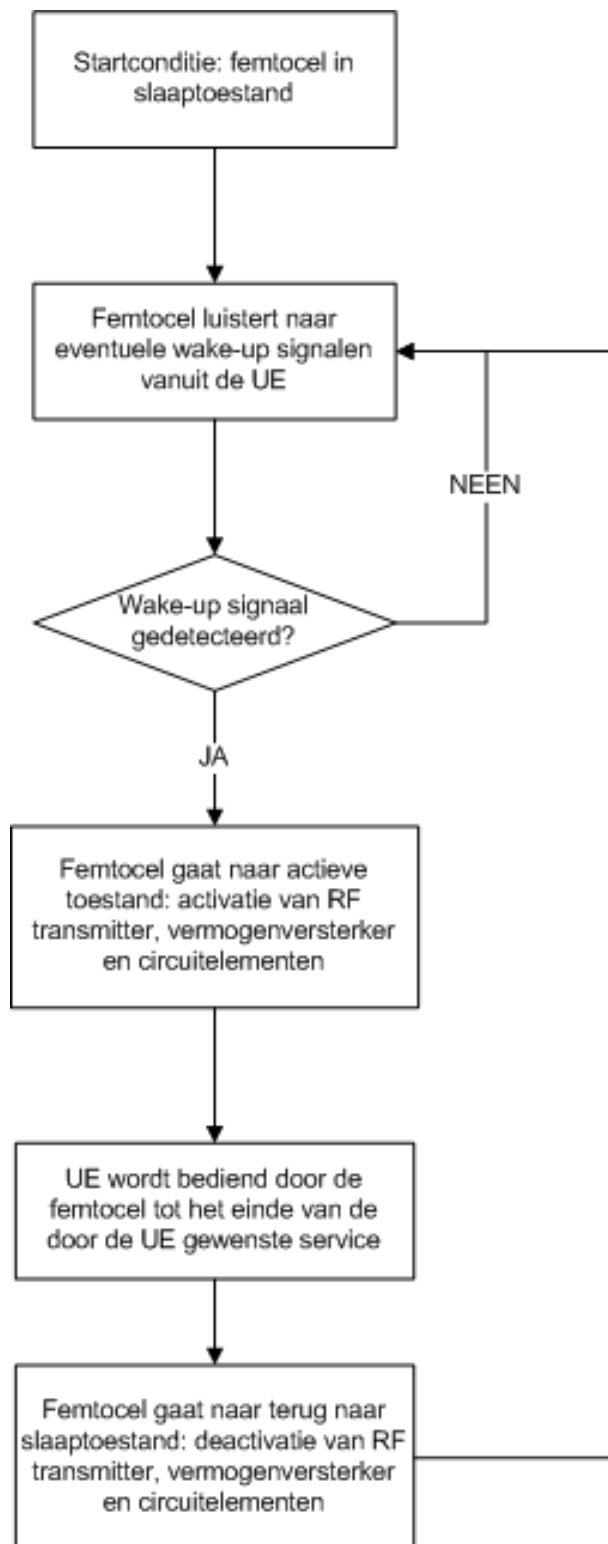 Startconditie: femtocel in
slaaptoestand
Femtocel luistert naar
eventuele wake-up signalen
vanuit de UE
NEEN
Wake-up signaal
gedetecteerd?
JA
Femtocel gaat naar actieve
toestand: activatie van RF
transmitter, vermogenversterker
en circuitelementen
UE wordt bediend door de
femtocel tot het einde van de
door de UE gewenste service
Femtocel gaat naar terug naar
slaaptoestand: deactivatie van RF
transmitter, vermogenversterker
en circuitelementen